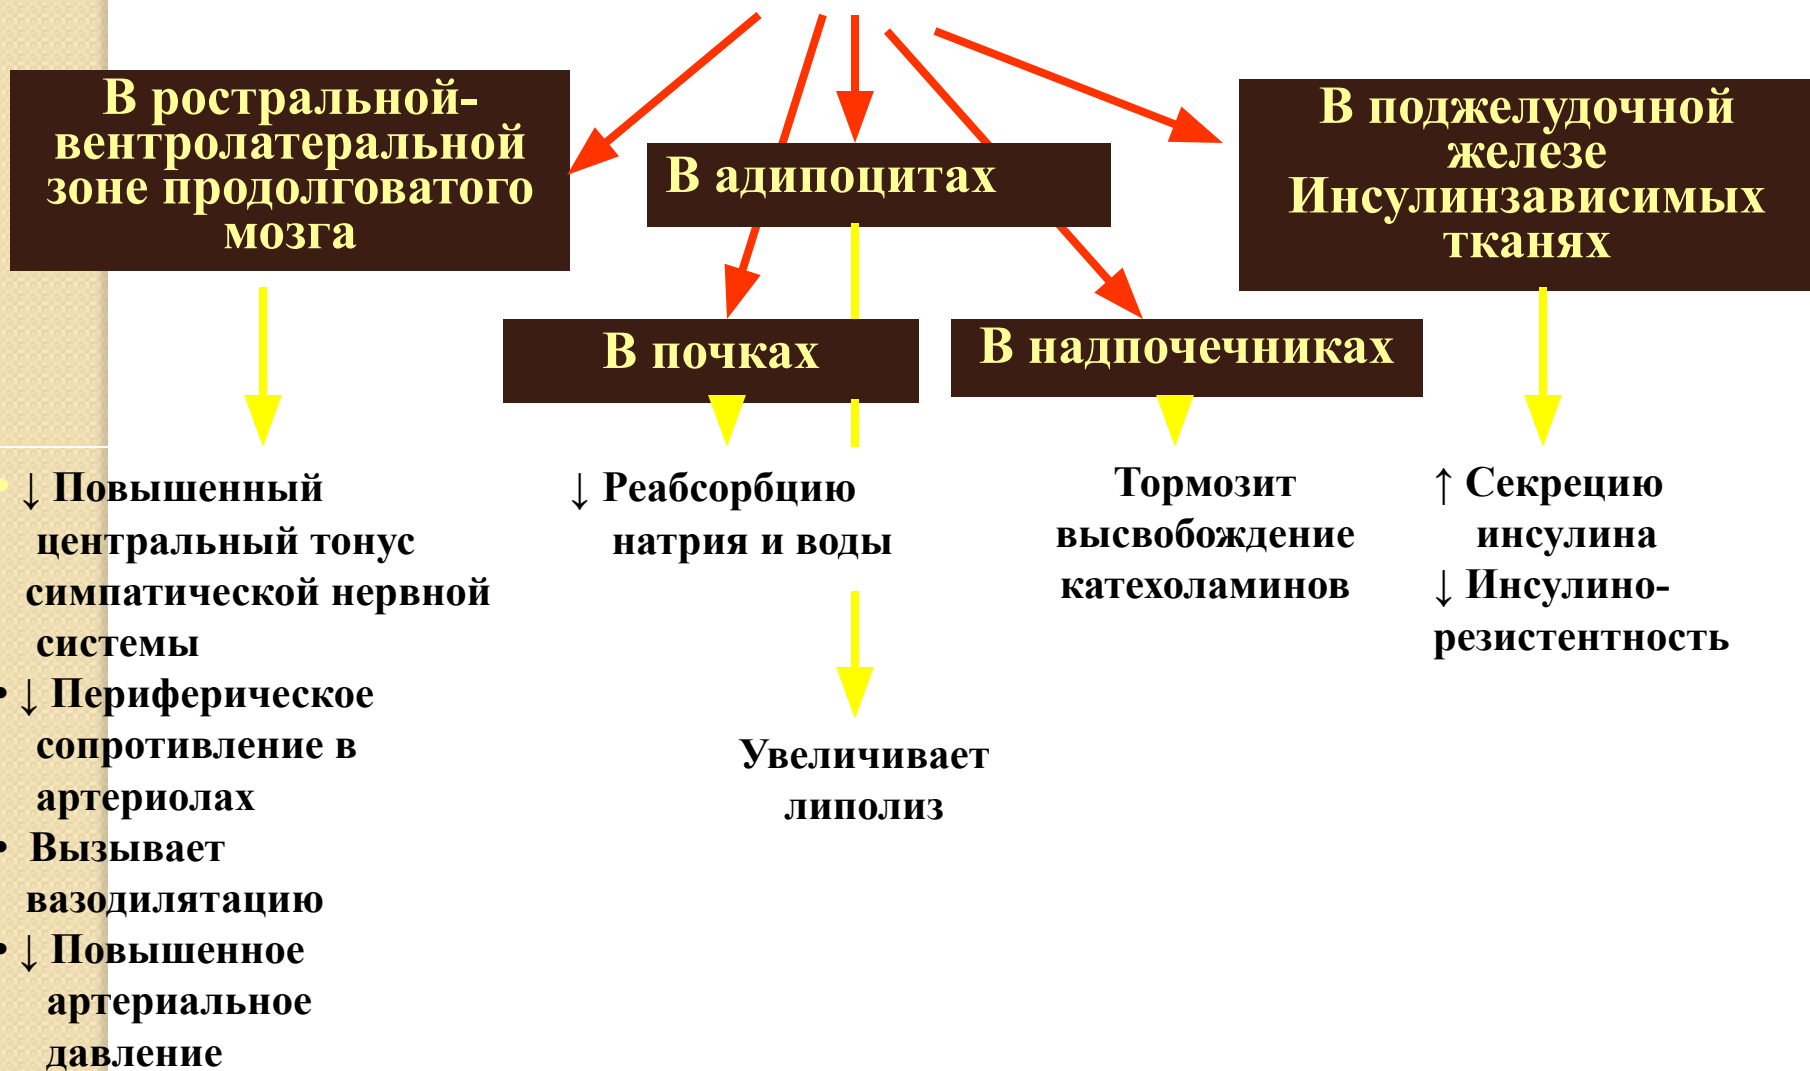 В ростральной-
вентролатеральной
зоне продолговатого
мозга
В адипоцитах
В поджелудочной
железе
Инсулинзависимых
тканях
В почках
В надпочечниках
• ↓ Повышенный
центральный тонус
симпатической нервной
системы
• ↓ Периферическое
сопротивление в
артериолах
• Вызывает
вазодилятацию
• ↓ Повышенное
артериальное
давление
↓ Реабсорбцию
натрия и воды
Увеличивает
липолиз
Тормозит
высвобождение
катехоламинов
↑ Секрецию
инсулина
↓ Инсулино-
резистентность